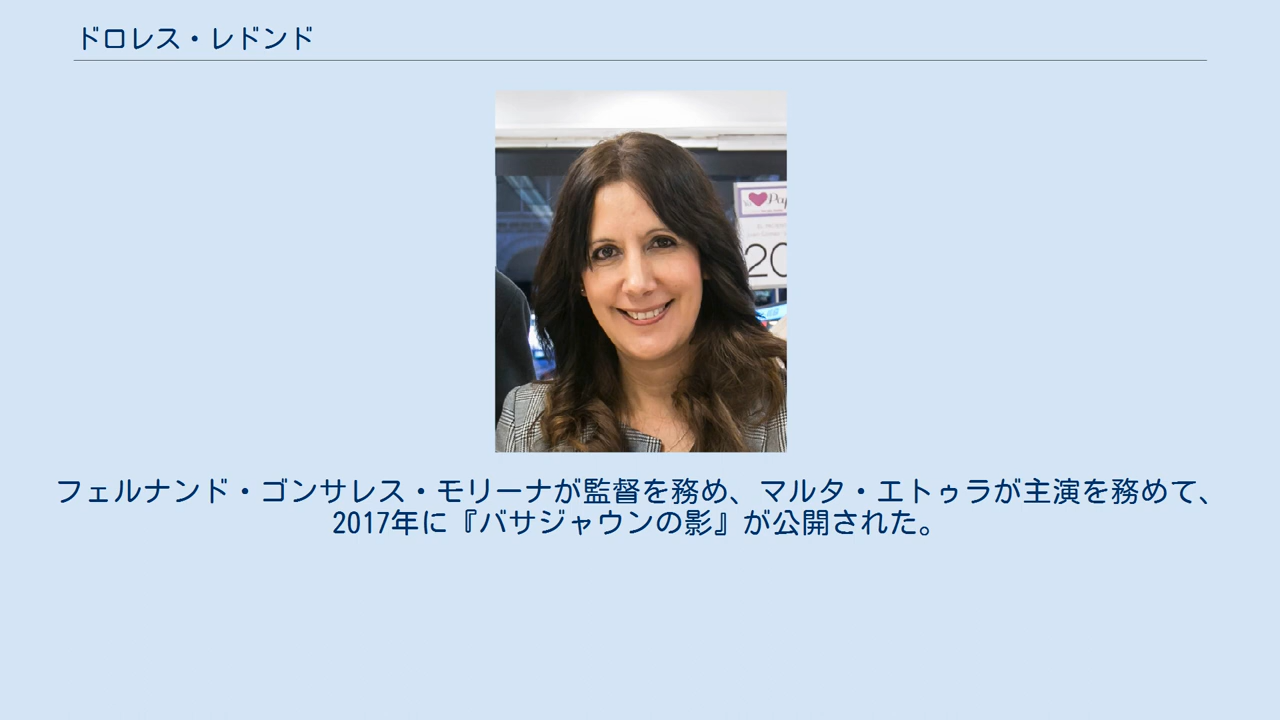 ドロレス・レドンド
Pap
20
フェルナンド・ゴンサレス・モリーナが監督を務め、マルタ・エトゥラが主演を務めて、
2017年に『バサジャウンの影』が公開された。